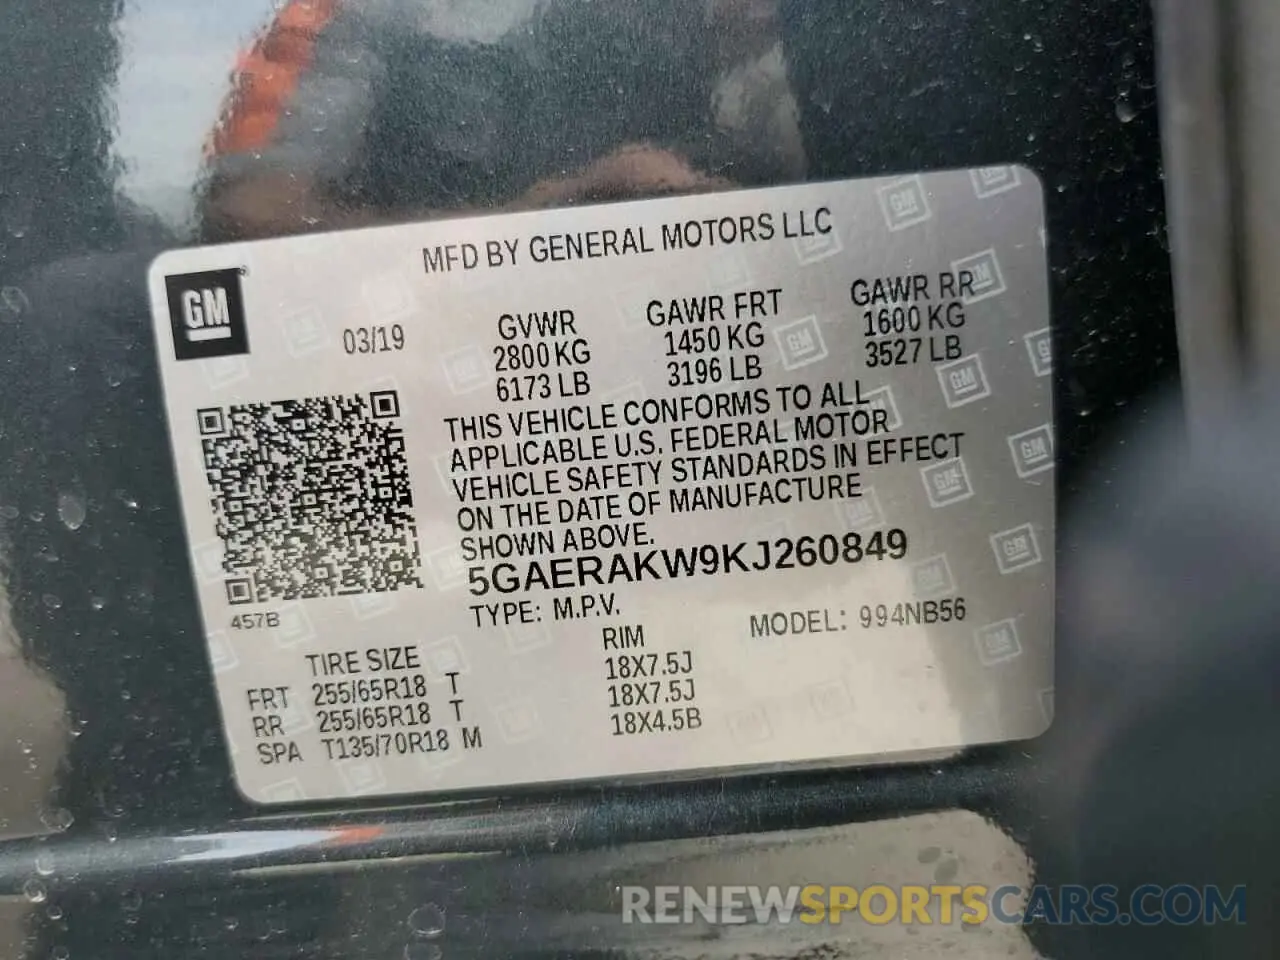 MFD BY GENERAL MOTORS LLC
GM
03/19
GVWR GAWR FRT GAWR RR
2800 KG 1450 KG 1600 KG
6173 LB 3196 LB 3527 LB
THIS VEHICLE CONFORMS TO ALL
APPLICABLE U.S. FEDERAL MOTOR
VEHICLE SAFETY STANDARDS IN EFFECT
ON THE DATE OF MANUFACTURE
SHOWN ABOVE.
5GAERAKW9KJ260849
457B
TYPE: M.P.V. MODEL: 994NB56
TIRE SIZE RIM
FRT 255/65R18 T 18X7.5J
RR 255/65R18 T 18X7.5J
SPA T135/70R18 M 18X4.5B
RENEWSPORTSCARS.COM